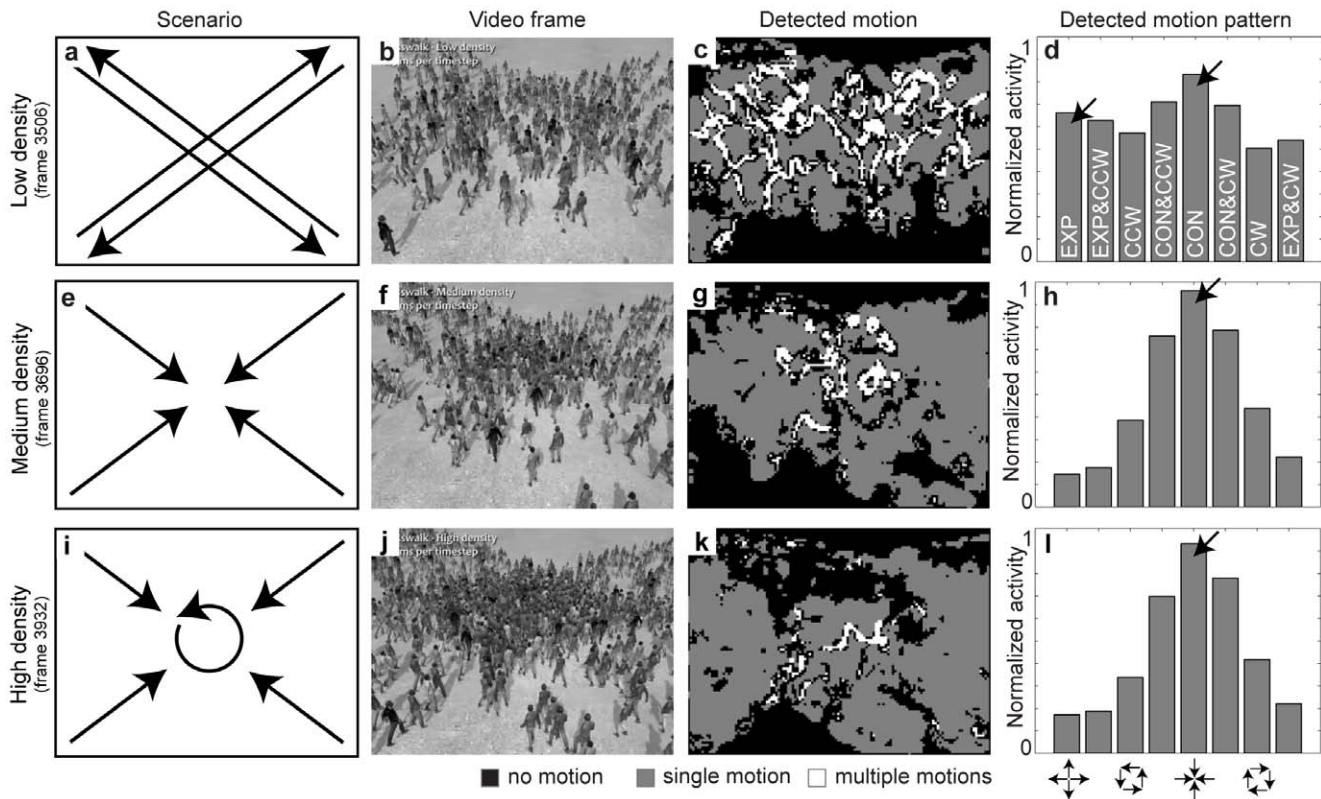 Scenario
Video frame
Detected motion
Detected motion pattern
Low density
(frame 3506)
a
b
sswalk - Low density
ms per timestep
c
d
Normalized activity
1
0
EXP
EXP&CCW
CCW
CON&CCW
CON
CON&CW
CW
EXP&CW
Medium density
(frame 3696)
e
f
sswalk - Medium density
ms per timestep
g
h
Normalized activity
1
0
High density
(frame 3932)
i
j
sswalk - High density
ms per timestep
k
l
Normalized activity
1
0
no motion
single motion
multiple motions